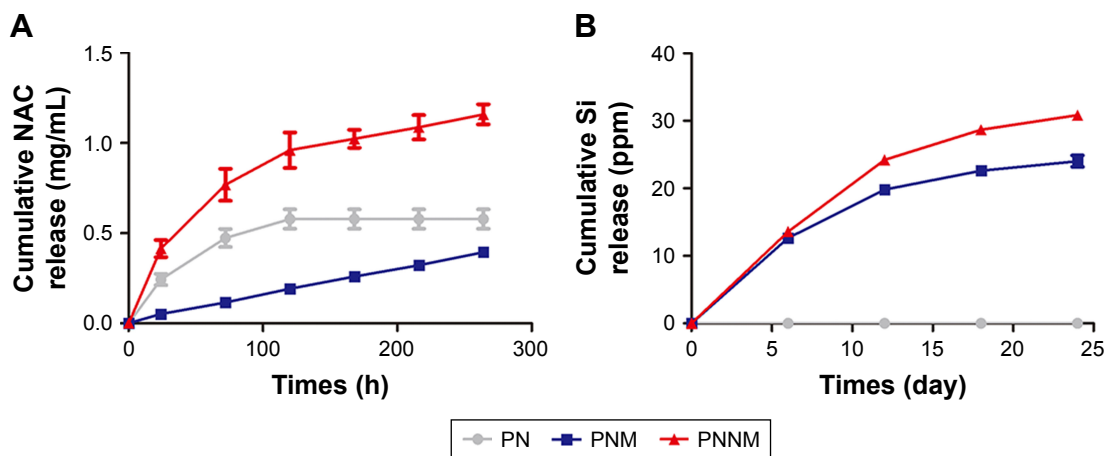 A
Cumulative NAC
release (mg/mL)
1.5
1.0
0.5
0.0
0
100
200
300
Times (h)
B
Cumulative Si
release (ppm)
40
30
20
10
0
0
5
10
15
20
25
Times (day)
PN
PNM
PNNM